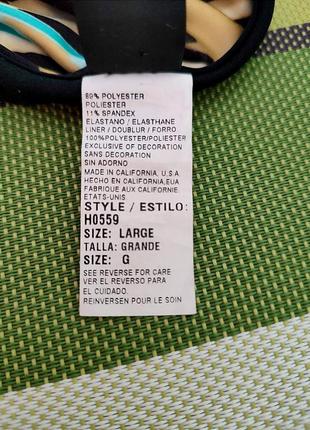 89% POLYESTER
POLIESTER
11% SPANDEX
ELASTANO / ELASTHANE
LINER / DOUBLUR / FORRO
100%POLYESTER/POLIESTER
EXCLUSIVE OF DECORATION
SANS DECORATION
SIN ADORNO
MADE IN CALIFORNIA, U.S.A
HECHO EN CALIFORNIA,EUA
FABRIQUE AUX CALIFORNIE
ETATS-UNIS
STYLE / ESTILO:
H0559
SIZE: LARGE
TALLA: GRANDE
SIZE: G
SEE REVERSE FOR CARE
VER EL REVERSO PARA
EL CUIDADO
REINVERSEN POUR LE SOIN